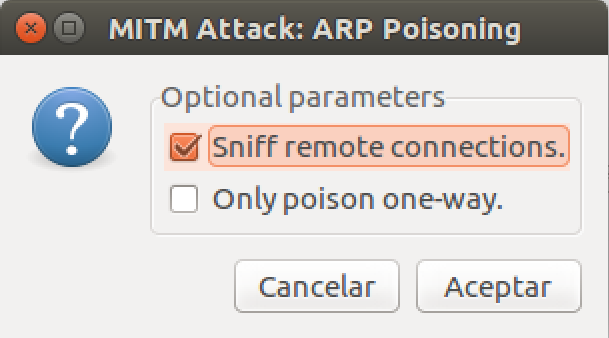 MITM Attack: ARP Poisoning
Optional parameters
Sniff remote connections.
Only poison one-way.
Cancelar
Aceptar